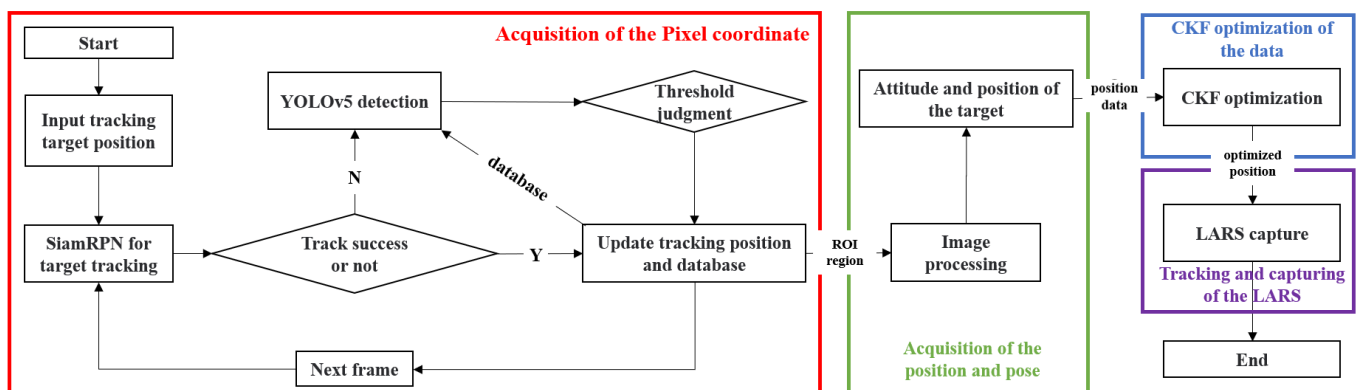 Start
Acquisition of the Pixel coordinate
Input tracking
target position
YOLOv5 detection
Threshold
judgment
N
database
SiamRPN for
target tracking
Track success
or not
Y
Update tracking position
and database
Next frame
ROI
region
Image
processing
Attitude and position of
the target
Acquisition of the
position and pose
position
data
CKF optimization of
the data
CKF optimization
optimized
position
LARS capture
Tracking and capturing
of the LARS
End